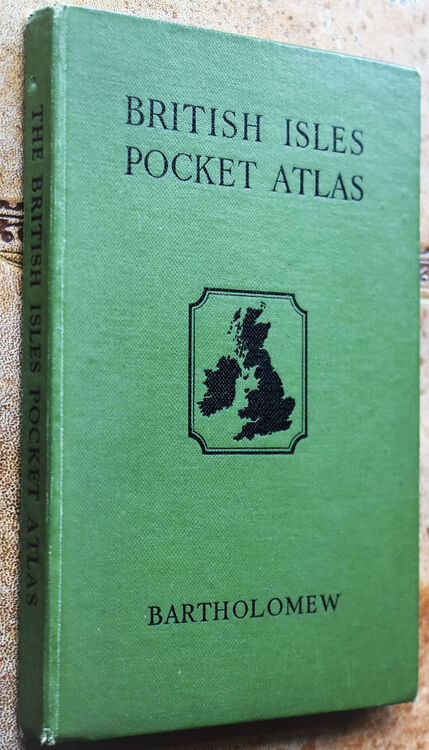 THE BRITISH ISLES POCKET ATLAS
BRITISH ISLES
POCKET ATLAS
BARTHOLOMEW